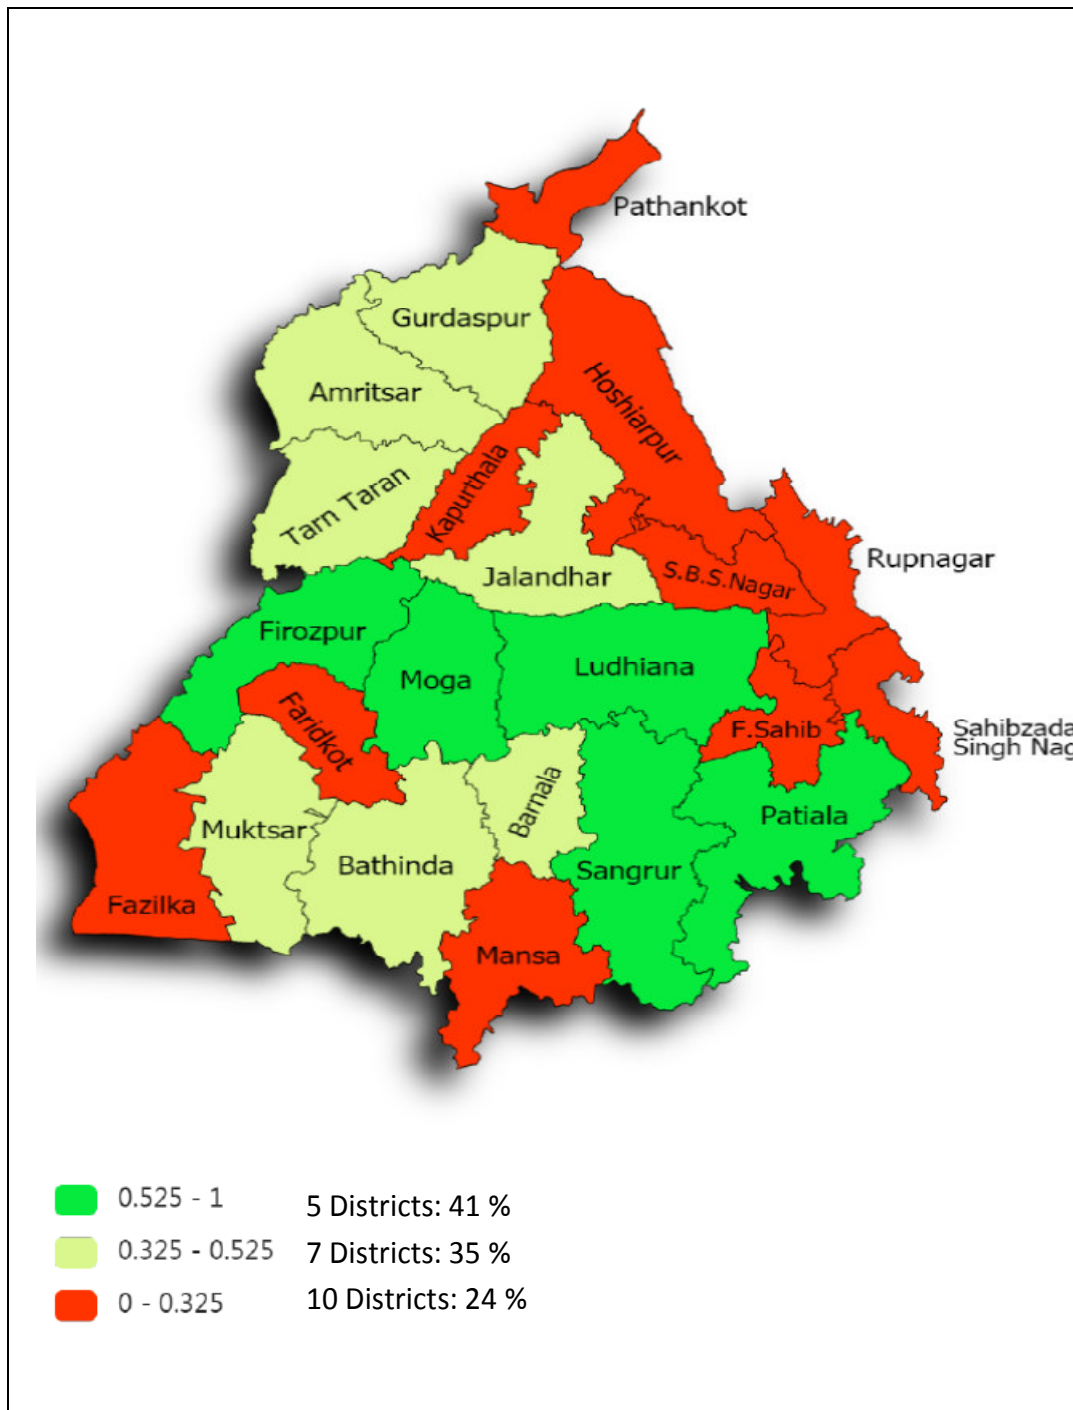 Pathankot
Gurdaspur
Hoshiarpur
Amritsar
Kapurthala
Tarn Taran
Rupnagar
Jalandhar
S.B.S.Nagar
Firozpur
Ludhiana
Moga
Faridkot
F.Sahib
Sahibzada
Singh Nag
Barnala
Patiala
Muktsar
Bathinda
Sangrur
Fazilka
Mansa
0.525 - 1 5 Districts: 41 %
0.325 - 0.525 7 Districts: 35 %
0 - 0.325 10 Districts: 24 %